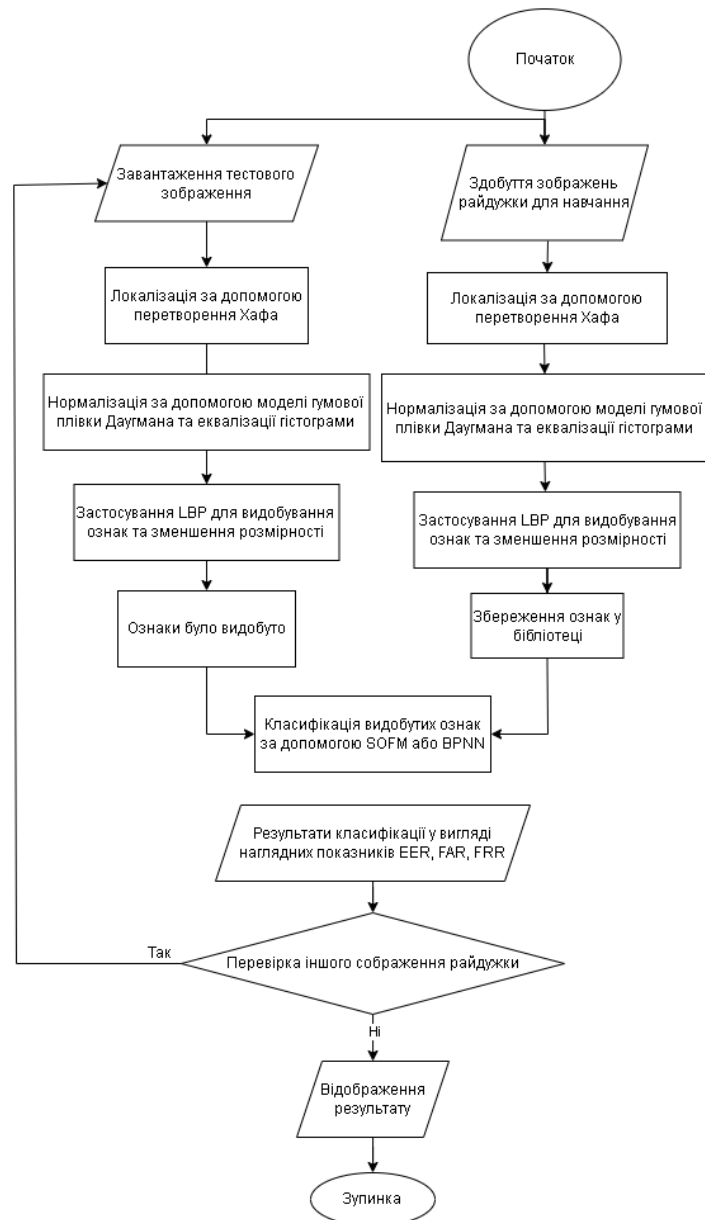 Початок
Завантаження тестового
зображення
Здобуття зображень
райдужки для навчання
Локалізація за допомогою
перетворення Хафа
Локалізація за допомогою
перетворення Хафа
Нормалізація за допомогою моделі гумової
плівки Даугмана та еквалізації гістограми
Нормалізація за допомогою моделі гумової
плівки Даугмана та еквалізації гістограми
Застосування LBP для видобування
ознак та зменшення розмірності
Застосування LBP для видобування
ознак та зменшення розмірності
Ознаки було видобуто
Збереження ознак у
бібліотеці
Класифікація видобутих ознак
за допомогою SOFM або BPNN
Результати класифікації у вигляді
наглядних показників EER, FAR, FRR
Так
Перевірка іншого сображення райдужки
Ні
Відображення
результату
Зупинка